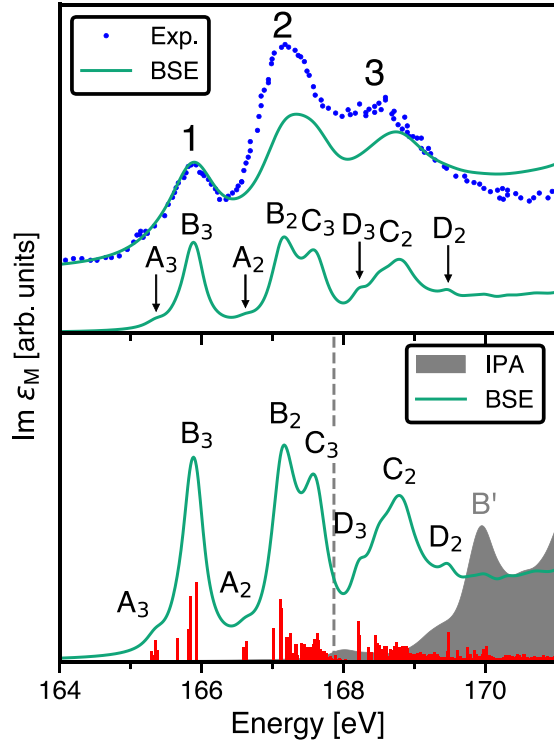 Exp.
BSE
1
2
3
A3
B3
A2
B2
C3
D3
C2
D2
Im εM [arb. units]
IPA
BSE
A3
B3
A2
B2
C3
D3
C2
D2
B'
164
166
168
170
Energy [eV]